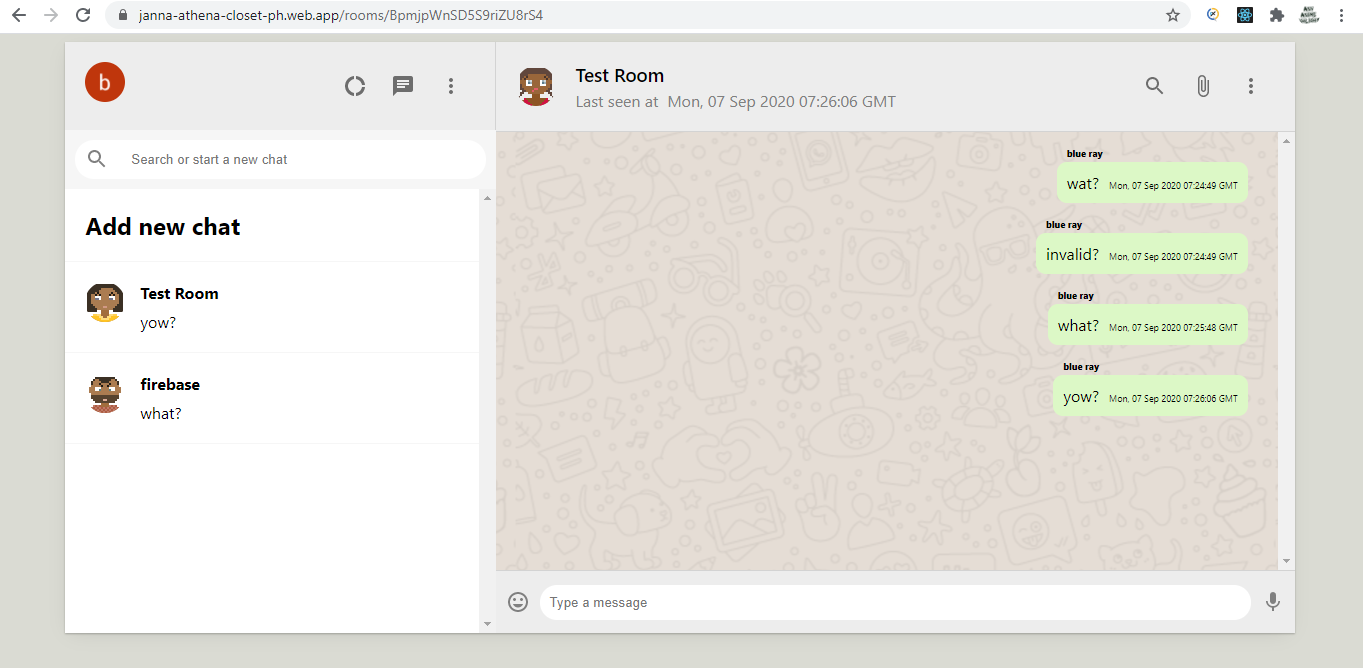 janna-athena-closet-ph.web.app/rooms/BpmjpWnSD5S9riZU8rS4
b
Search or start a new chat
Add new chat
Test Room
yow?
firebase
what?
Test Room
Last seen at Mon, 07 Sep 2020 07:26:06 GMT
blue ray
wat? Mon, 07 Sep 2020 07:24:49 GMT
blue ray
invalid? Mon, 07 Sep 2020 07:24:49 GMT
blue ray
what? Mon, 07 Sep 2020 07:25:48 GMT
blue ray
yow? Mon, 07 Sep 2020 07:26:06 GMT
Type a message